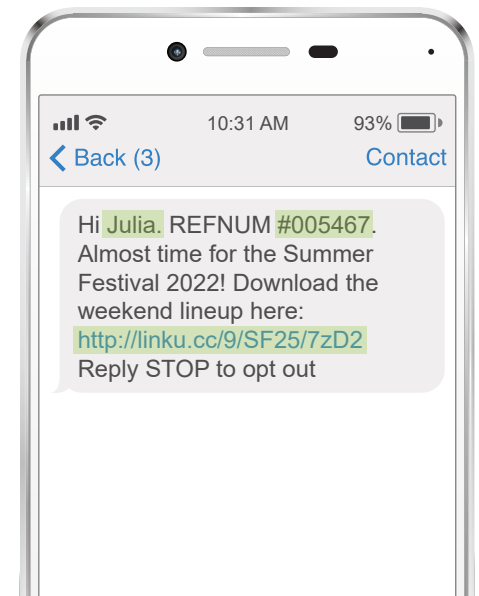 10:31 AM 93%
Back (3) Contact
Hi Julia. REFNUM #005467.
Almost time for the Summer
Festival 2022! Download the
weekend lineup here:
http://linku.cc/9/SF25/7zD2
Reply STOP to opt out